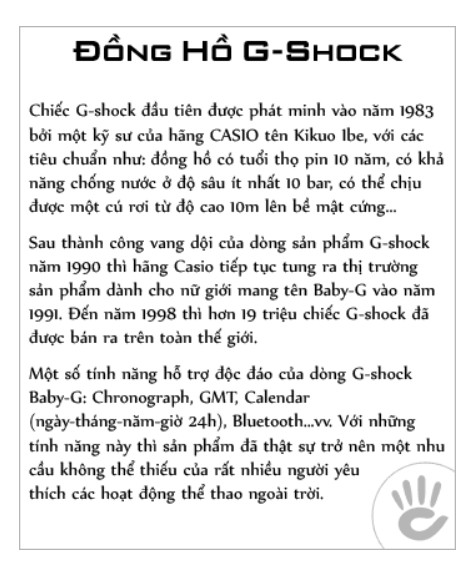 ĐỒNG HỒ G-SHOCK
Chiếc G-shock đầu tiên được phát minh vào năm 1983
bởi một kỹ sư của hãng CASIO tên Kikuo Ibe, với các
tiêu chuẩn như: đồng hồ có tuổi thọ pin 10 năm, có khả
năng chống nước ở độ sâu ít nhất 10 bar, có thể chịu
được một cú rơi từ độ cao 10m lên bề mật cứng...
Sau thành công vang dội của dòng sản phẩm G-shock
năm 1990 thì hãng Casio tiếp tục tung ra thị trường
sản phẩm dành cho nữ giới mang tên Baby-G vào năm
1991. Đến năm 1998 thì hơn 19 triệu chiếc G-shock đã
được bán ra trên toàn thế giới.
Một số tính năng hỗ trợ độc đáo của dòng G-shock
Baby-G: Chronograph, GMT, Calendar
(ngày-tháng-năm-giờ 24h), Bluetooth...vv. Với những
tính năng này thì sản phẩm đã thật sự trở nên một nhu
cầu không thể thiếu của rất nhiều người yêu
thích các hoạt động thể thao ngoài trời.